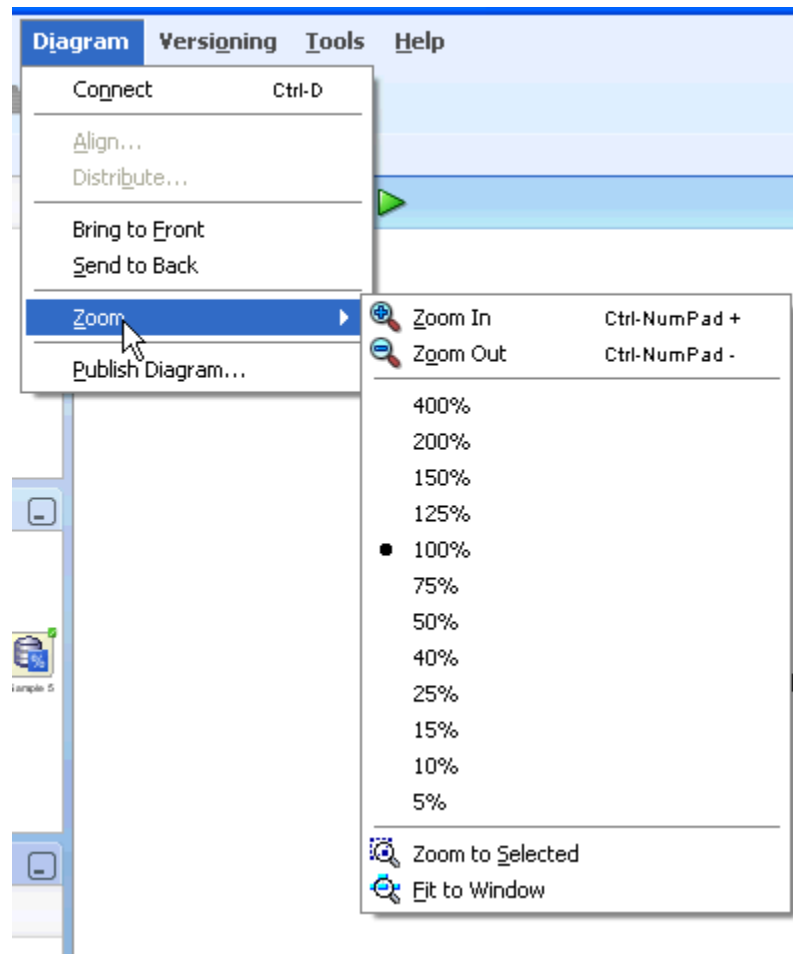 Diagram Versioning Tools Help
Connect Ctrl-D
Align...
Distribute...
Bring to Front
Send to Back
Zoom
Publish Diagram...
Zoom In Ctrl-NumPad +
Zoom Out Ctrl-NumPad -
400%
200%
150%
125%
100%
75%
50%
40%
25%
15%
10%
5%
Zoom to Selected
Fit to Window
%
Sample 5